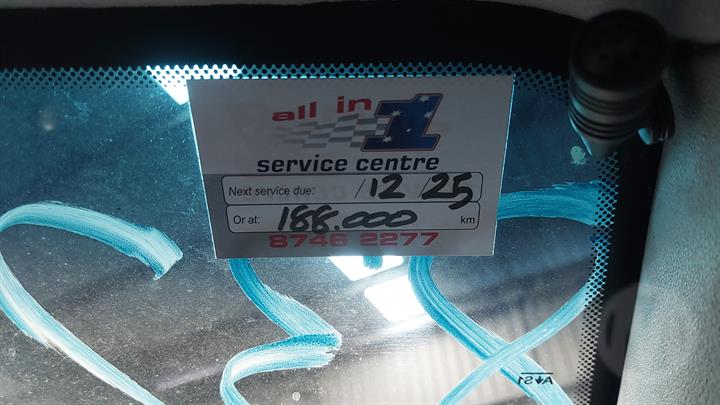 all in
1
service centre
Next service due: /12 /25
Or at: 188.000 km
8746 2277